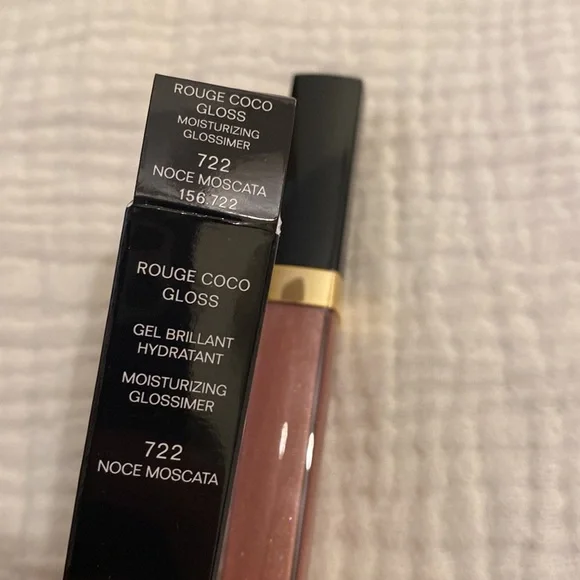 ROUGE COCO
GLOSS
MOISTURIZING
GLOSSIMER
722
NOCE MOSCATA
156.722
ROUGE COCO
GLOSS
GEL BRILLANT
HYDRATANT
MOISTURIZING
GLOSSIMER
722
NOCE MOSCATA